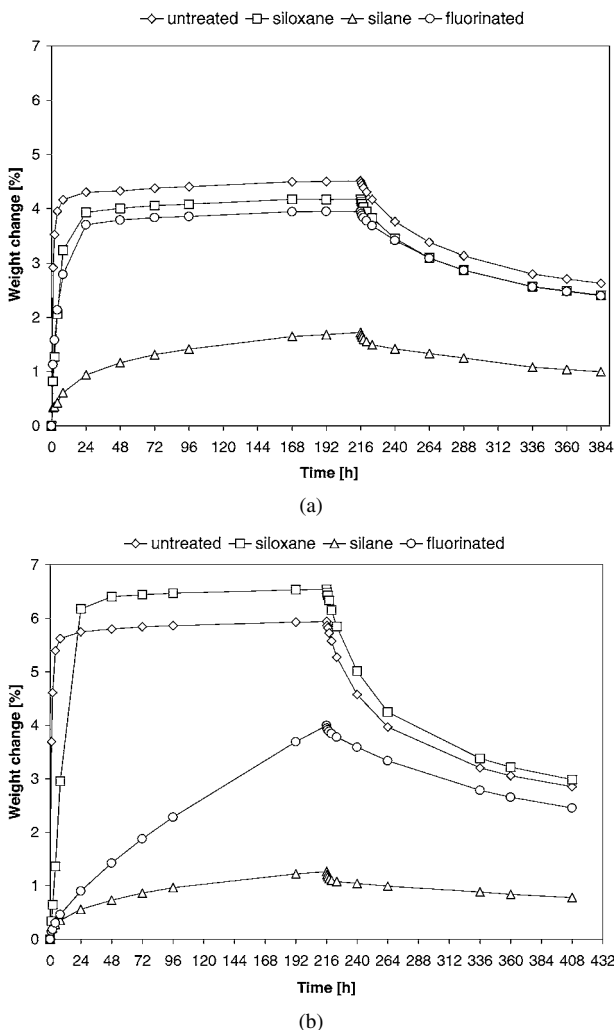 untreated siloxane silane fluorinated
7
6
5
4
3
2
1
0
Weight change [%]
0 24 48 72 96 120 144 168 192 216 240 264 288 312 336 360 384
Time [h]
(a)
untreated siloxane silane fluorinated
7
6
5
4
3
2
1
0
Weight change [%]
0 24 48 72 96 120 144 168 192 216 240 264 288 312 336 360 384 408 432
Time [h]
(b)